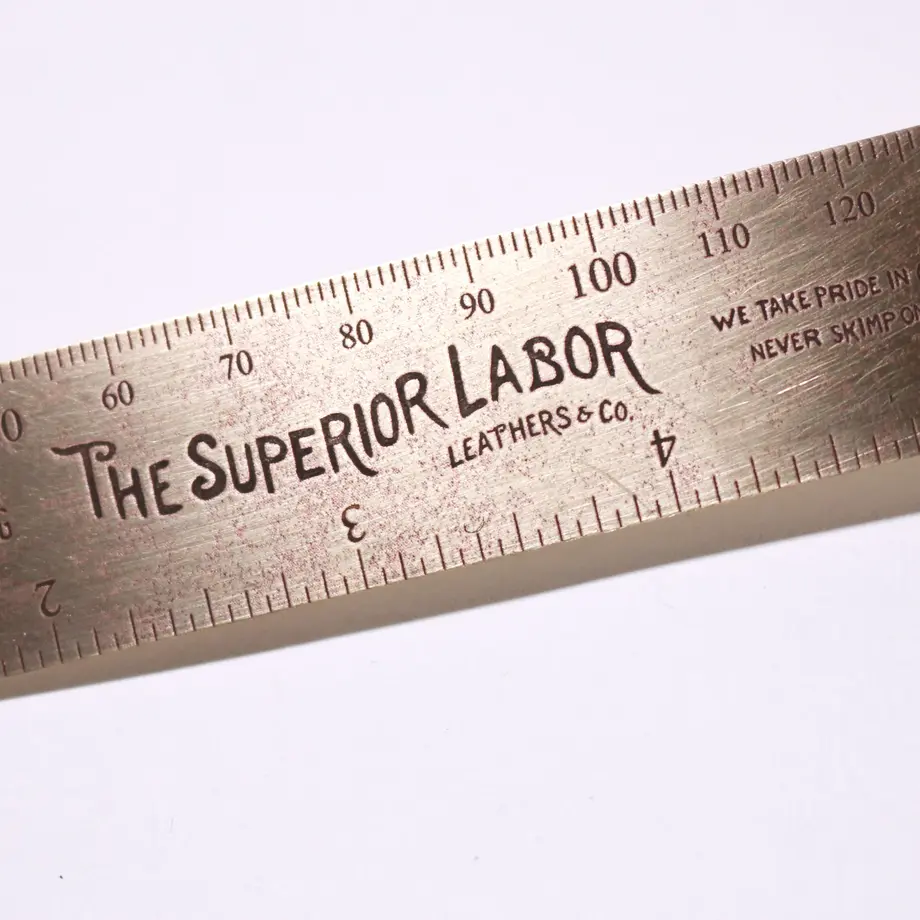 60 70 80 90 100 110 120
THE SUPERIOR LABOR
LEATHERS & CO.
WE TAKE PRIDE IN
NEVER SKIMP
2 3 4